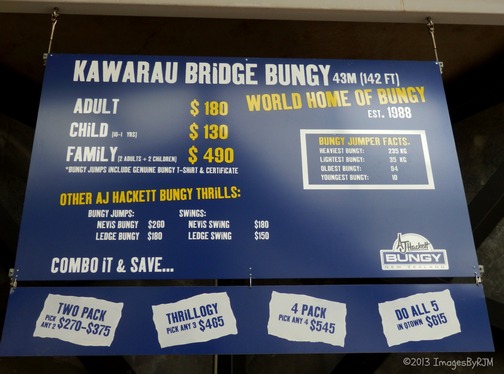 KAWARAU BRiDGE BUNGY 43M (142 FT)
WORLD HOME OF BUNGY
EST. 1988
ADULT $180
CHILD YRS) $130
FAMiLY (2 ADULTS + 2 CHILDREN) $490
*BUNGY JUMPS INCLUDE GENUINE BUNGY T-SHIRT & CERTIFICATE
BUNGY JUMPER FACTS:
HEAVIEST BUNGY: 235 KG
LIGHTEST BUNGY: 35 KG
OLDEST BUNGY: 94
YOUNGEST BUNGY: 10
OTHER AJ HACKETT BUNGY THRILLS:
BUNGY JUMPS: SWINGS:
NEVIS BUNGY $260 NEVIS SWING $180
LEDGE BUNGY $180 LEDGE SWING $150
COMBO iT & SAVE...
AJ Hackett
BUNGY
NEW ZEALAND
TWO PACK
PICK ANY 2 $270-$375
THRILLOGY
PICK ANY 3 $465
4 PACK
PICK ANY 4 $545
DO ALL 5
IN QTOWN $615
©2013 ImagesByRJM